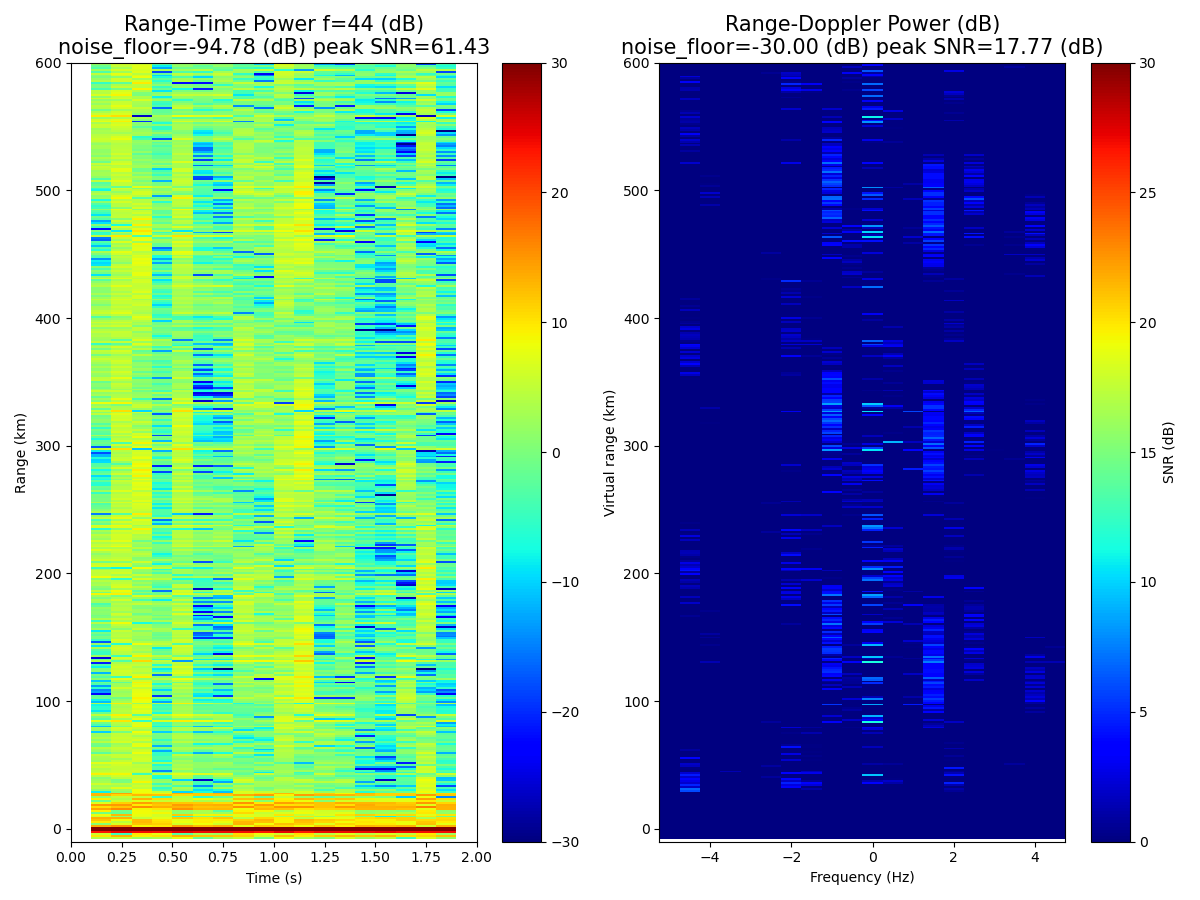 Range-Time Power f=44 (dB)
noise_floor=-94.78 (dB) peak SNR=61.43
600
500
400
300
200
100
0
Range (km)
0.00 0.25 0.50 0.75 1.00 1.25 1.50 1.75 2.00
Time (s)
30
20
10
0
−10
−20
−30
Range-Doppler Power (dB)
noise_floor=-30.00 (dB) peak SNR=17.77 (dB)
600
500
400
300
200
100
0
Virtual range (km)
−4 −2 0 2 4
Frequency (Hz)
30
25
20
15
10
5
0
SNR (dB)